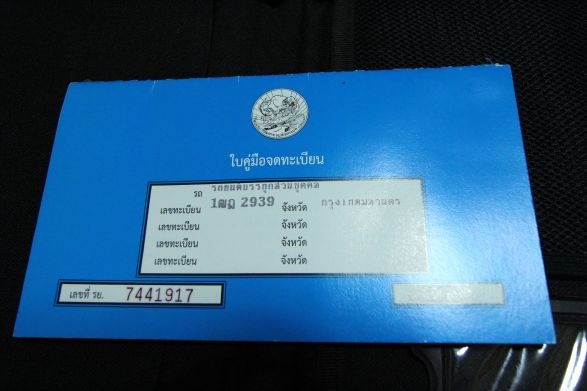 ใบคู่มือจดทะเบียน
รถ รถยนต์บรรทุกส่วนบุคคล
เลขทะเบียน 1ฒฎ 2939 จังหวัด กรุงเทพมหานคร
เลขทะเบียน จังหวัด
เลขทะเบียน จังหวัด
เลขทะเบียน จังหวัด
เลขที่ รย. 7441917